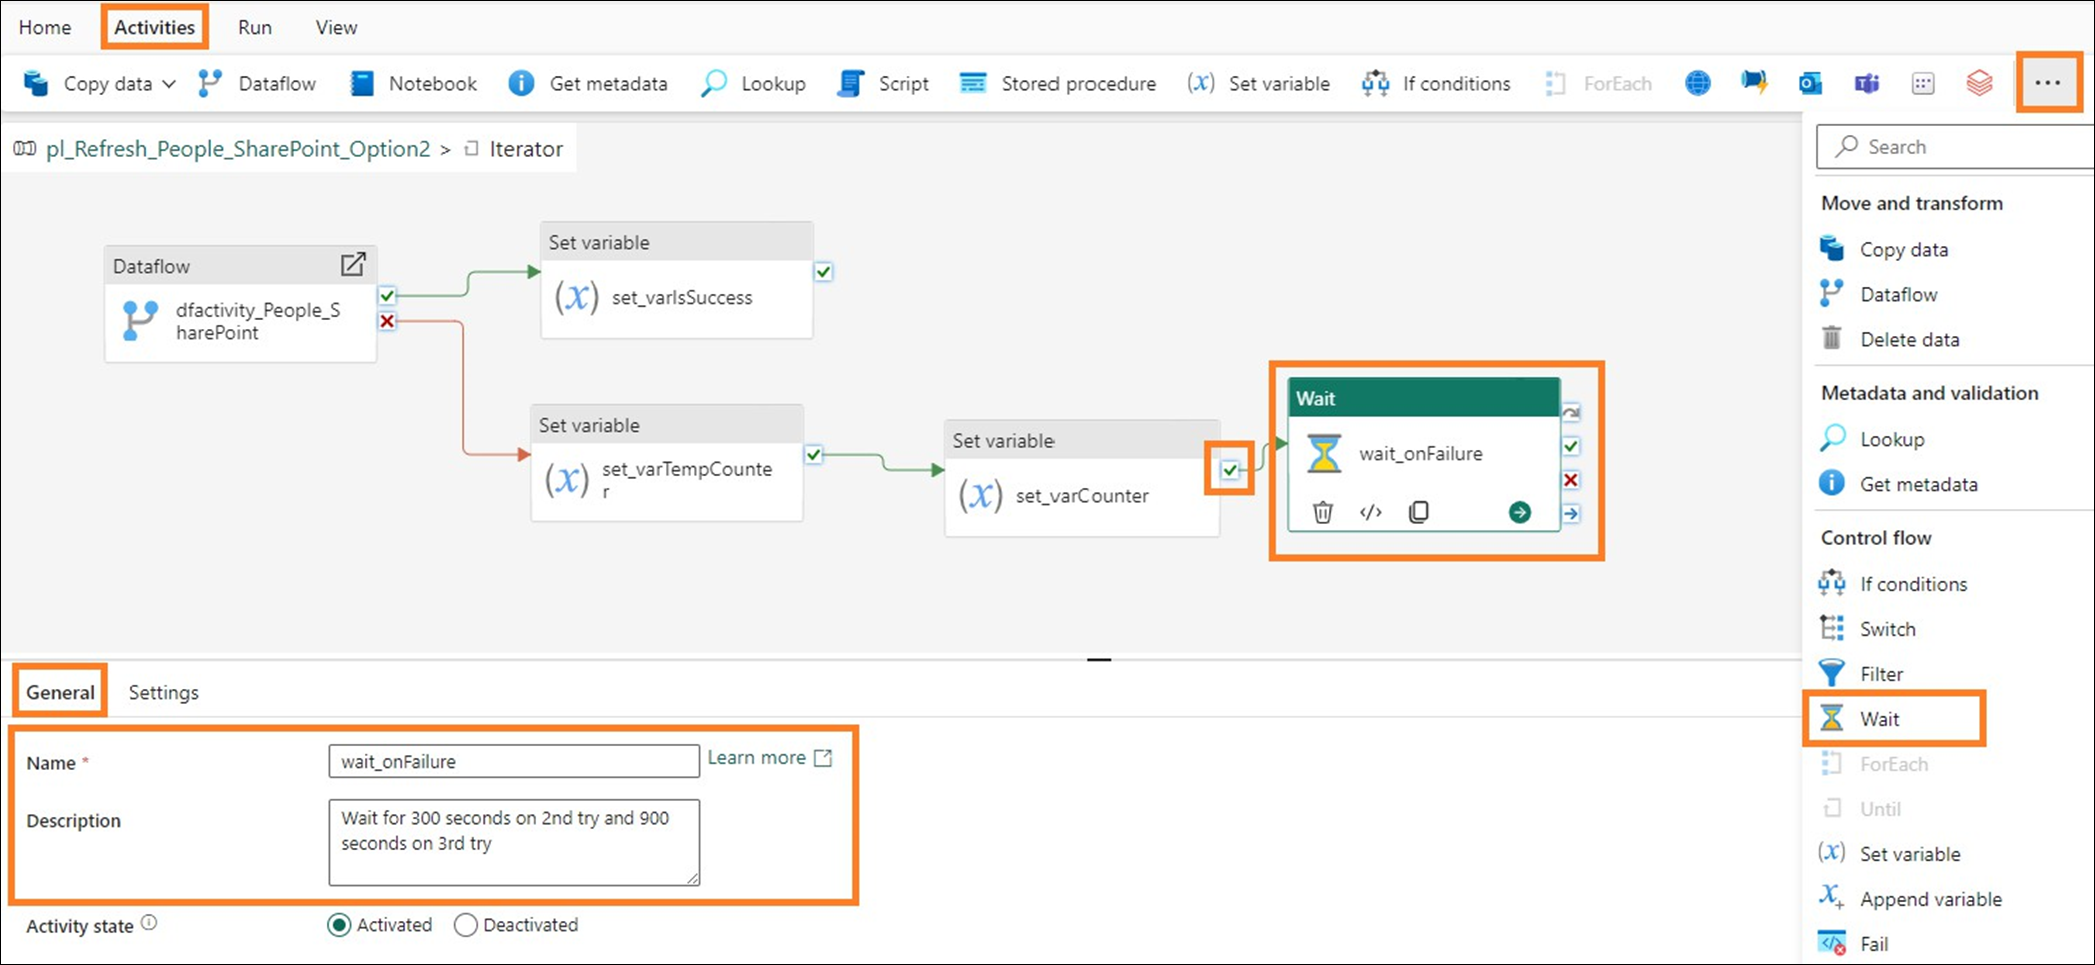 Home Activities Run View
Copy data Dataflow Notebook Get metadata Lookup Script Stored procedure Set variable If conditions ForEach
pl_Refresh_People_SharePoint_Option2 > Iterator
Dataflow
dfactivity_People_S
harePoint
Set variable
(x) set_varIsSuccess
Set variable
(x) set_varTempCounte
r
Set variable
(x) set_varCounter
Wait
wait_onFailure
General Settings
Name *
wait_onFailure
Learn more
Description
Wait for 300 seconds on 2nd try and 900
seconds on 3rd try
Activity state
Activated Deactivated
Search
Move and transform
Copy data
Dataflow
Delete data
Metadata and validation
Lookup
Get metadata
Control flow
If conditions
Switch
Filter
Wait
ForEach
Until
(x) Set variable
Append variable
Fail